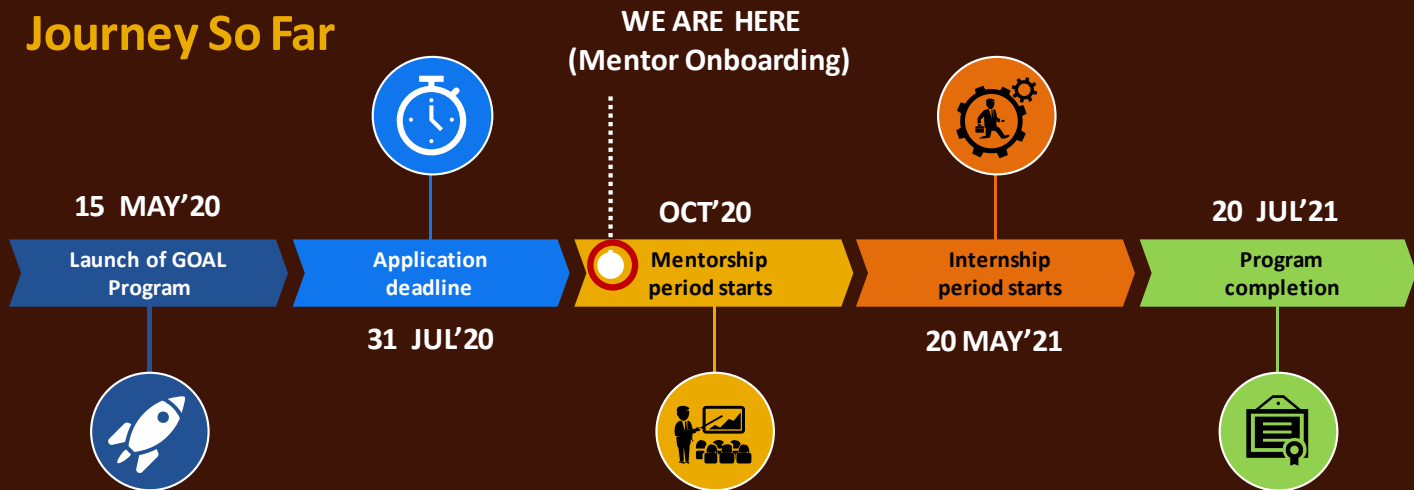 Journey So Far
WE ARE HERE
(Mentor Onboarding)
15 MAY’20
Launch of GOAL
Program
Application
deadline
31 JUL’20
OCT’20
Mentorship
period starts
Internship
period starts
20 MAY’21
20 JUL’21
Program
completion